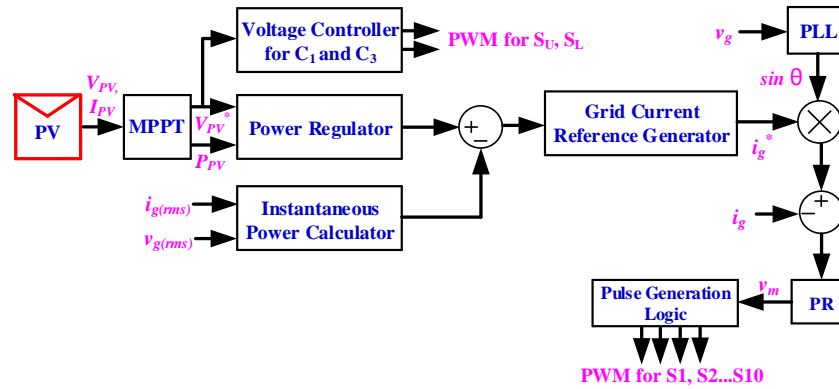 Voltage Controller
for C1 and C3
PWM for SU, SL
vg
PLL
sin θ
VPV,
IPV
PV
MPPT
VPV*
PPV
Power Regulator
Grid Current
Reference Generator
ig*
ig(rms)
vg(rms)
Instantaneous
Power Calculator
ig
PR
vm
Pulse Generation
Logic
PWM for S1, S2...S10